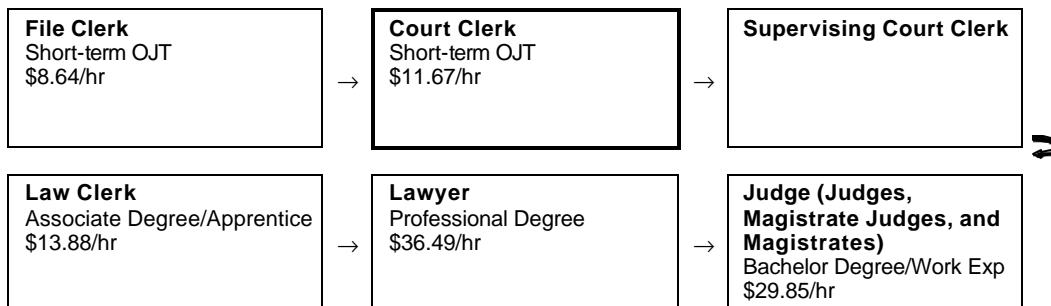 File Clerk
Short-term OJT
$8.64/hr
→
Court Clerk
Short-term OJT
$11.67/hr
→
Supervising Court Clerk
Law Clerk
Associate Degree/Apprentice
$13.88/hr
→
Lawyer
Professional Degree
$36.49/hr
→
Judge (Judges,
Magistrate Judges, and
Magistrates)
Bachelor Degree/Work Exp
$29.85/hr